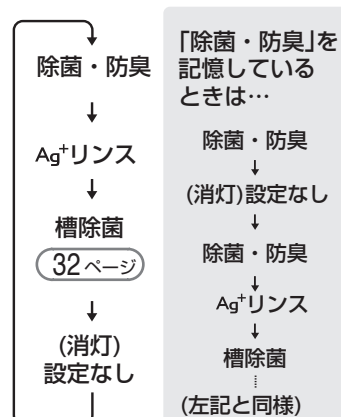 除菌・防臭
Ag⁺リンス
槽除菌
32ページ
(消灯)
設定なし
「除菌・防臭」を
記憶している
ときは…
除菌・防臭
(消灯)設定なし
除菌・防臭
Ag⁺リンス
槽除菌
(左記と同様)